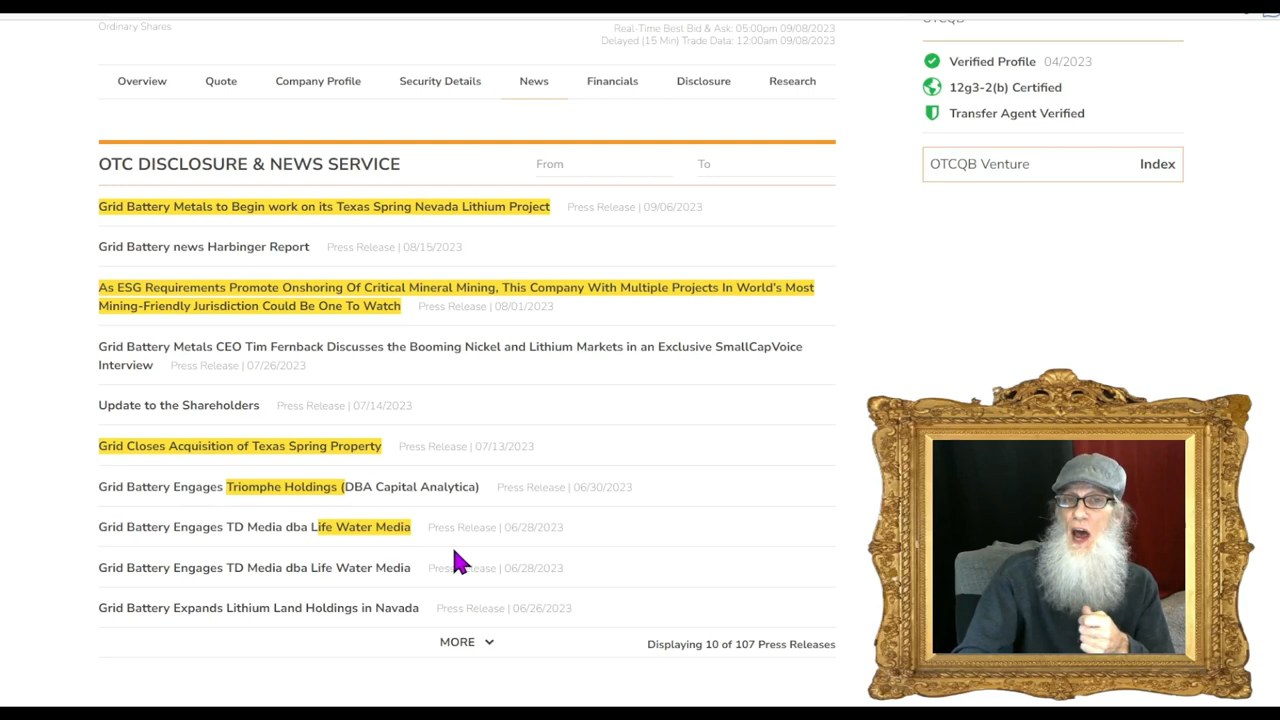 Ordinary Shares
Real-Time Best Bid & Ask: 05:00pm 09/08/2023
Delayed (15 Min) Trade Data: 12:00am 09/08/2023
OTCQB
Verified Profile 04/2023
12g3-2(b) Certified
Transfer Agent Verified
OTCQB Venture Index
Overview Quote Company Profile Security Details News Financials Disclosure Research
OTC DISCLOSURE & NEWS SERVICE From To
Grid Battery Metals to Begin work on its Texas Spring Nevada Lithium Project Press Release | 09/06/2023
Grid Battery news Harbinger Report Press Release | 08/15/2023
As ESG Requirements Promote Onshoring Of Critical Mineral Mining, This Company With Multiple Projects In World's Most
Mining-Friendly Jurisdiction Could Be One To Watch Press Release | 08/01/2023
Grid Battery Metals CEO Tim Fernback Discusses the Booming Nickel and Lithium Markets in an Exclusive SmallCapVoice
Interview Press Release | 07/26/2023
Update to the Shareholders Press Release | 07/14/2023
Grid Closes Acquisition of Texas Spring Property Press Release | 07/13/2023
Grid Battery Engages Triomphe Holdings (DBA Capital Analytica) Press Release | 06/30/2023
Grid Battery Engages TD Media dba Life Water Media Press Release | 06/28/2023
Grid Battery Engages TD Media dba Life Water Media Press Release | 06/28/2023
Grid Battery Expands Lithium Land Holdings in Navada Press Release | 06/26/2023
MORE Displaying 10 of 107 Press Releases